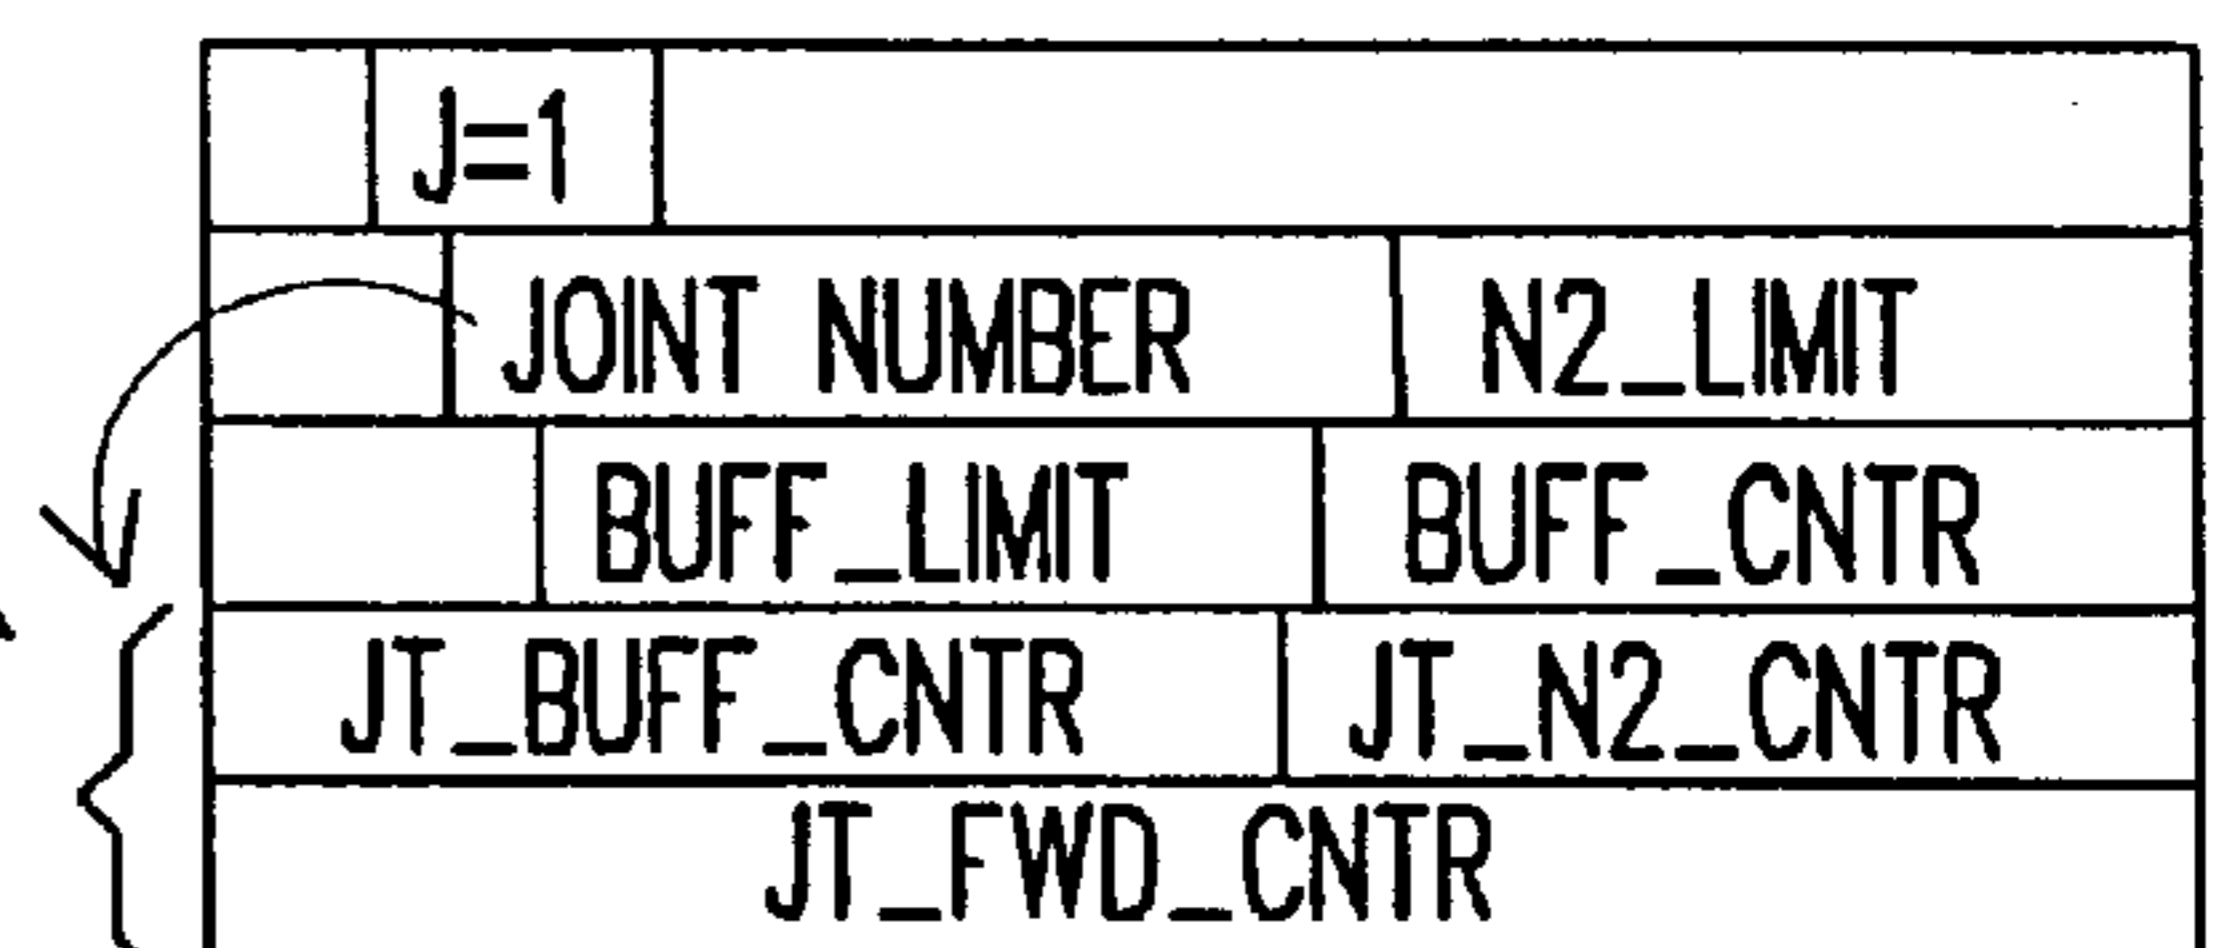 J=1
JOINT NUMBER N2_LIMIT
BUFF_LIMIT BUFF_CNTR
JT_BUFF_CNTR JT_N2_CNTR
JT_FWD_CNTR